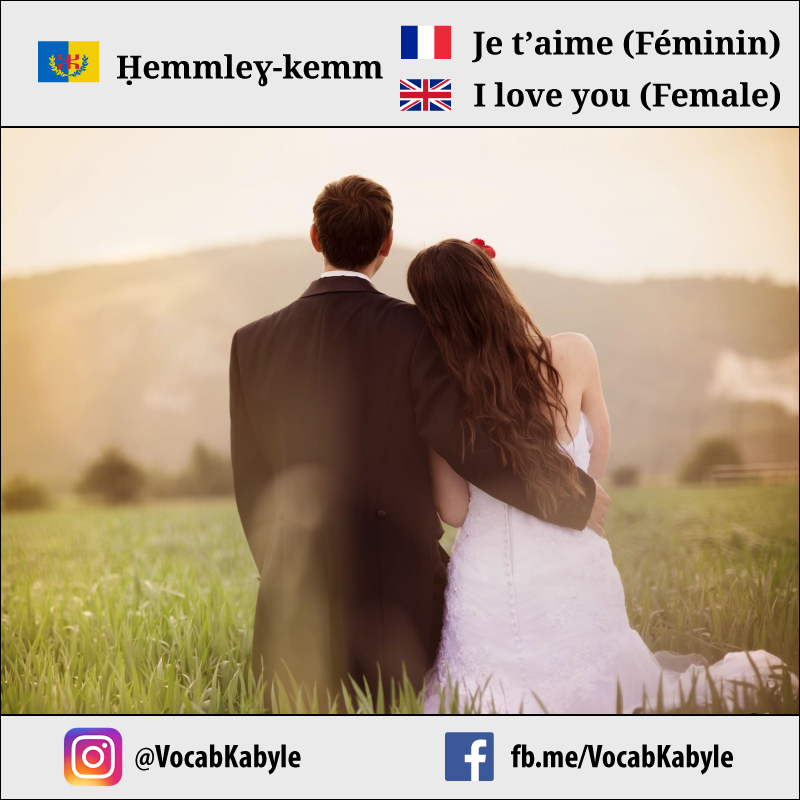 Ḥemmleɣ-kemm
Je t’aime (Féminin)
I love you (Female)
@VocabKabyle
fb.me/VocabKabyle